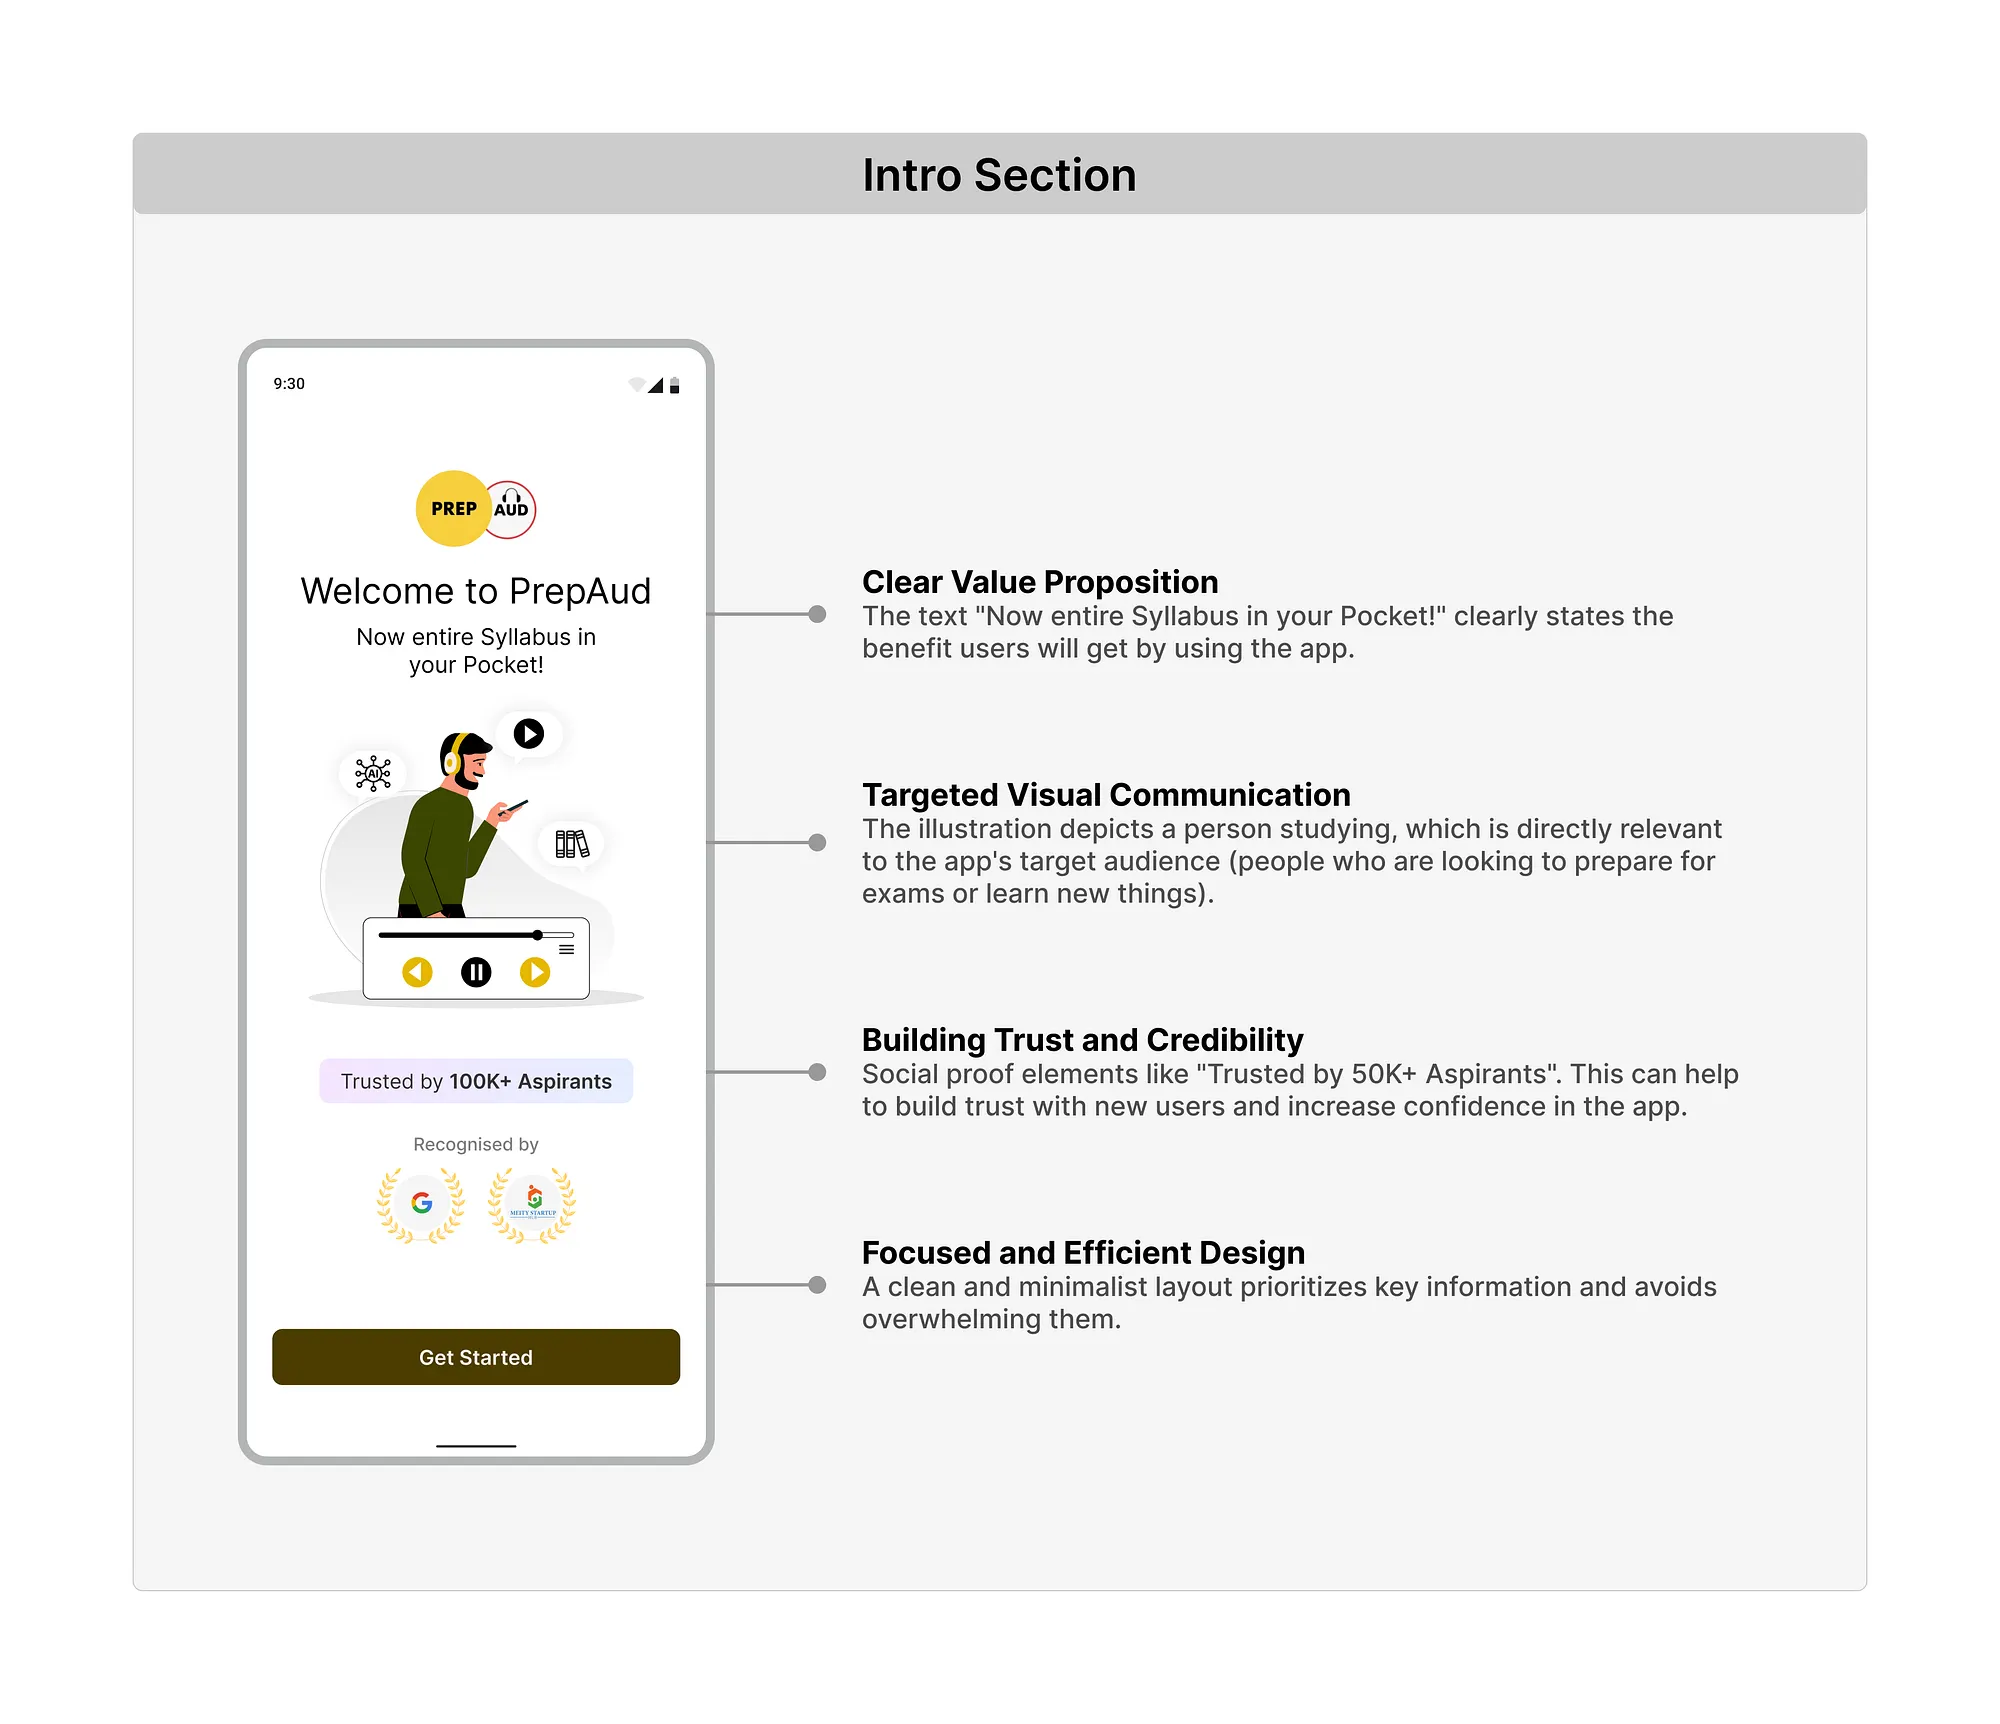 Intro Section
9:30
PREP
AUD
Welcome to PrepAud
Now entire Syllabus in
your Pocket!
AI
Trusted by 100K+ Aspirants
Recognised by
G
MEITY STARTUP
Get Started
Clear Value Proposition
The text "Now entire Syllabus in your Pocket!" clearly states the
benefit users will get by using the app.
Targeted Visual Communication
The illustration depicts a person studying, which is directly relevant
to the app's target audience (people who are looking to prepare for
exams or learn new things).
Building Trust and Credibility
Social proof elements like "Trusted by 50K+ Aspirants". This can help
to build trust with new users and increase confidence in the app.
Focused and Efficient Design
A clean and minimalist layout prioritizes key information and avoids
overwhelming them.